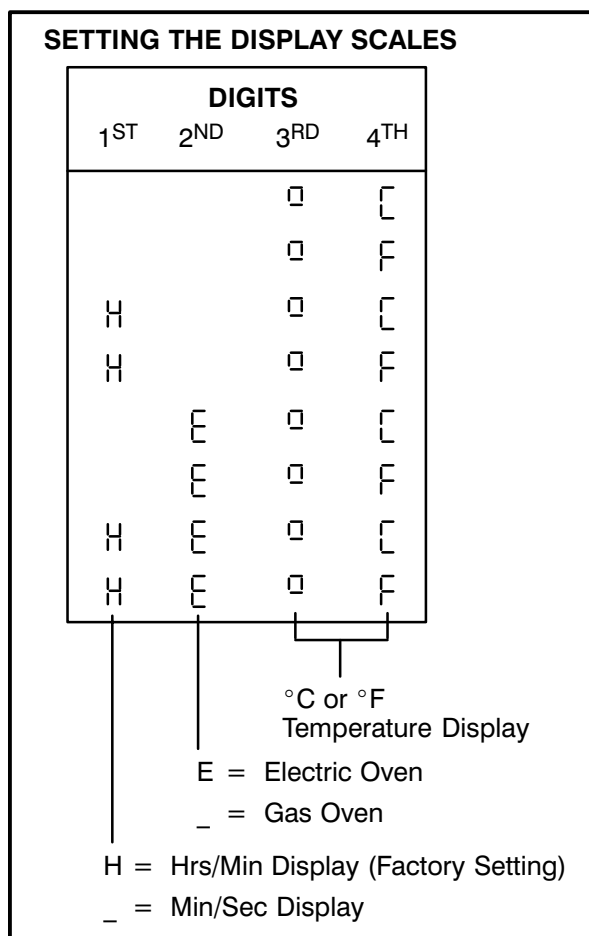 SETTING THE DISPLAY SCALES
DIGITS
1ST 2ND 3RD 4TH
º C
º F
H º C
H º F
E º C
E º F
H E º C
H E º F
°C or °F
Temperature Display
E = Electric Oven
_ = Gas Oven
H = Hrs/Min Display (Factory Setting)
_ = Min/Sec Display